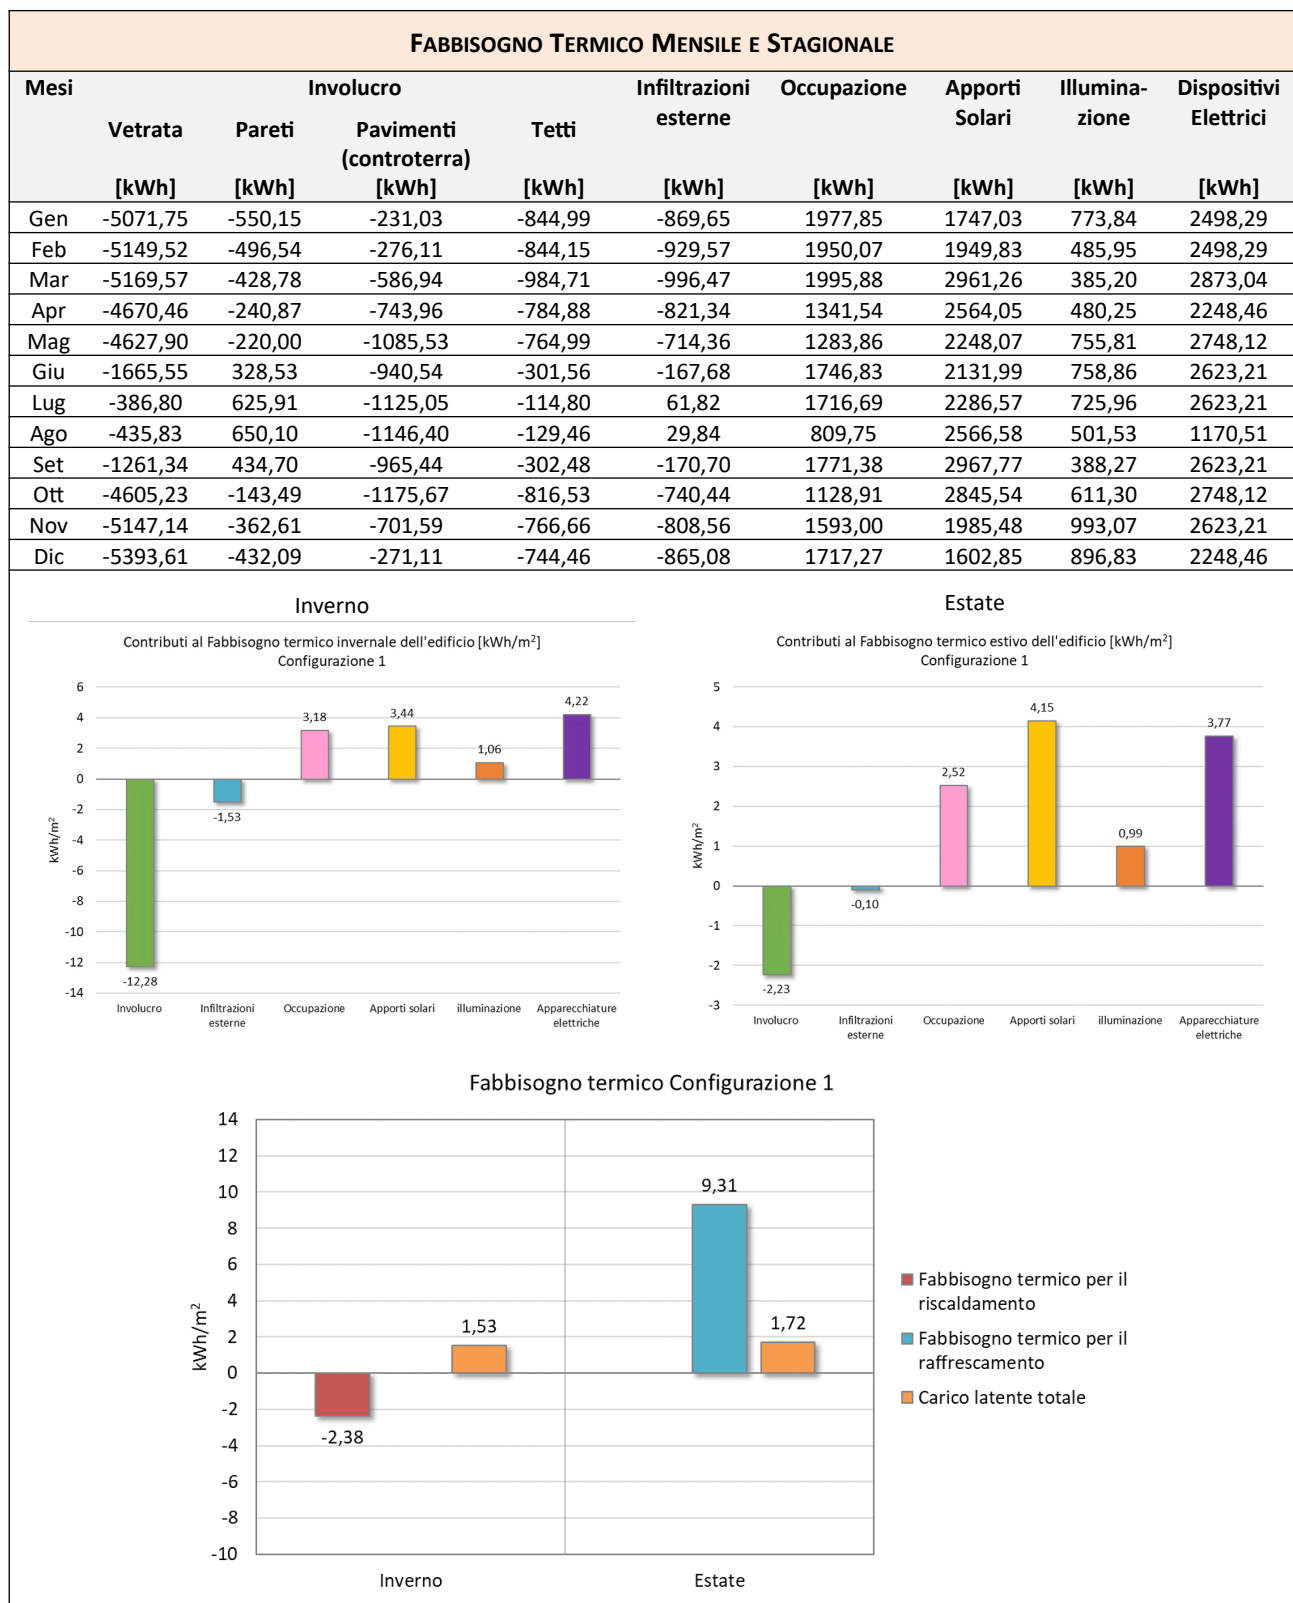 FABBISOGNO TERMICO MENSILE E STAGIONALE
Mesi Involucro Infiltrazioni esterne Occupazione Apporti Solari Illumina-zione Dispositivi Elettrici
Vetrata Pareti Pavimenti (controterra) Tetti
[kWh] [kWh] [kWh] [kWh] [kWh] [kWh] [kWh] [kWh] [kWh]
Gen -5071,75 -550,15 -231,03 -844,99 -869,65 1977,85 1747,03 773,84 2498,29
Feb -5149,52 -496,54 -276,11 -844,15 -929,57 1950,07 1949,83 485,95 2498,29
Mar -5169,57 -428,78 -586,94 -984,71 -996,47 1995,88 2961,26 385,20 2873,04
Apr -4670,46 -240,87 -743,96 -784,88 -821,34 1341,54 2564,05 480,25 2248,46
Mag -4627,90 -220,00 -1085,53 -764,99 -714,36 1283,86 2248,07 755,81 2748,12
Giu -1665,55 328,53 -940,54 -301,56 -167,68 1746,83 2131,99 758,86 2623,21
Lug -386,80 625,91 -1125,05 -114,80 61,82 1716,69 2286,57 725,96 2623,21
Ago -435,83 650,10 -1146,40 -129,46 29,84 809,75 2566,58 501,53 1170,51
Set -1261,34 434,70 -965,44 -302,48 -170,70 1771,38 2967,77 388,27 2623,21
Ott -4605,23 -143,49 -1175,67 -816,53 -740,44 1128,91 2845,54 611,30 2748,12
Nov -5147,14 -362,61 -701,59 -766,66 -808,56 1593,00 1985,48 993,07 2623,21
Dic -5393,61 -432,09 -271,11 -744,46 -865,08 1717,27 1602,85 896,83 2248,46
Inverno
Contributi al Fabbisogno termico invernale dell'edificio [kWh/m²]
Configurazione 1
6
4
2
0
-2
-4
-6
-8
-10
-12
-14
kWh/m²
-12,28
-1,53
3,18
3,44
1,06
4,22
Involucro Infiltrazioni esterne Occupazione Apporti solari illuminazione Apparecchiature elettriche
Estate
Contributi al Fabbisogno termico estivo dell'edificio [kWh/m²]
Configurazione 1
5
4
3
2
1
0
-1
-2
-3
kWh/m²
-2,23
-0,10
2,52
4,15
0,99
3,77
Involucro Infiltrazioni esterne Occupazione Apporti solari illuminazione Apparecchiature elettriche
Fabbisogno termico Configurazione 1
14
12
10
8
6
4
2
0
-2
-4
-6
-8
-10
kWh/m²
-2,38
1,53
9,31
1,72
Inverno Estate
Fabbisogno termico per il
riscaldamento
Fabbisogno termico per il
raffrescamento
Carico latente totale